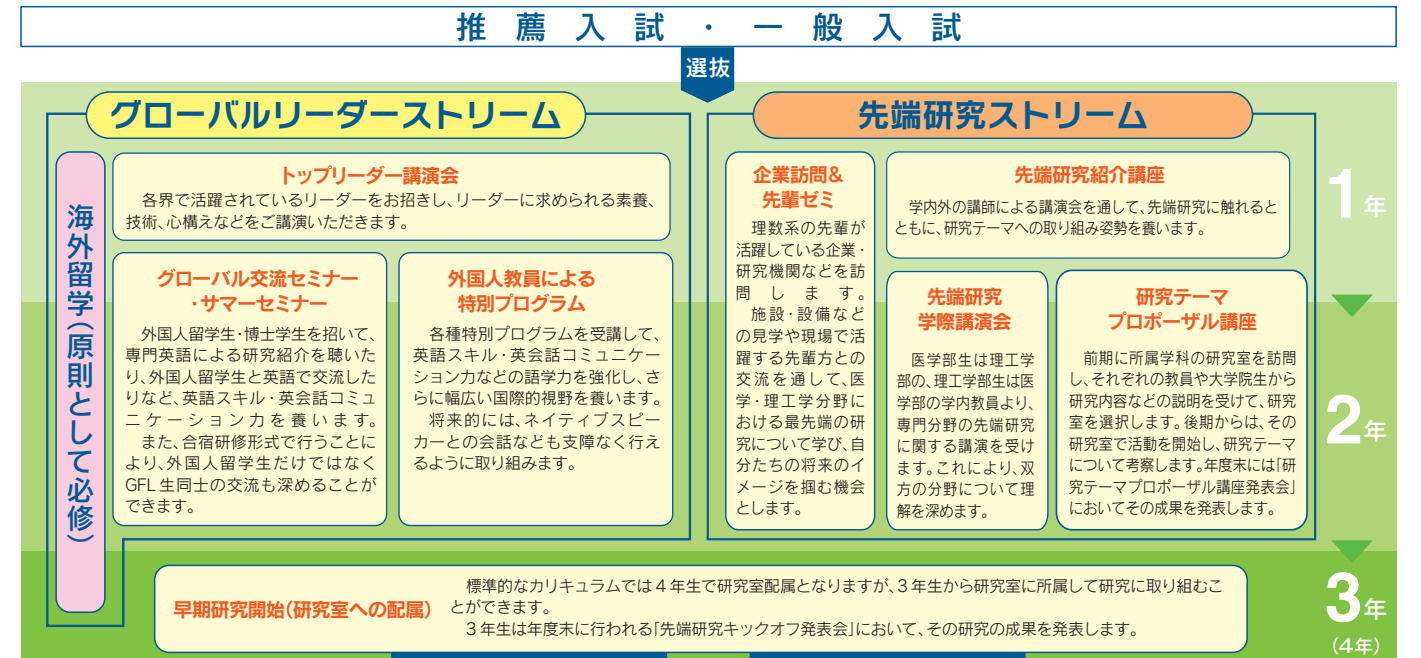 推薦入試・一般入試
選抜
グローバルリーダーストリーム
海外留学（原則として必修）
トップリーダー講演会
各界で活躍されているリーダーをお招きし、リーダーに求められる素養、
技術、心構えなどをご講演いただきます。
グローバル交流セミナー
・サマーセミナー
外国人留学生・博士学生を招いて、
専門英語による研究紹介を聴いた
り、外国人留学生と英語で交流した
りなど、英語スキル・英会話コミュ
ニケーション力を養います。
また、合宿研修形式で行うことに
より、外国人留学生だけではなく
GFL生同士の交流も深めることが
できます。
外国人教員による
特別プログラム
各種特別プログラムを受講して、
英語スキル・英会話コミュニケー
ション力などの語学力を強化し、さ
らに幅広い国際的視野を養います。
将来的には、ネイティブスピー
カーとの会話なども支障なく行え
るように取り組みます。
先端研究ストリーム
企業訪問&
先輩ゼミ
理数系の先輩が
活躍している企業・
研究機関などを訪
問します。
施設・設備など
の見学や現場で活
躍する先輩方との
交流を通して、医
学・理工学分野に
おける最先端の研
究について学び、自
分たちの将来のイ
メージを掴む機会
とします。
先端研究紹介講座
学内外の講師による講演会を通して、先端研究に触れると
ともに、研究テーマへの取り組み姿勢を養います。
先端研究
学際講演会
医学部生は理工学
部の、理工学部生は医
学部の学内教員より、
専門分野の先端研究
に関する講演を受け
ます。これにより、双
方の分野について理
解を深めます。
研究テーマ
プロポーザル講座
前期に所属学科の研究室を訪問
し、それぞれの教員や大学院生から
研究内容などの説明を受けて、研究
室を選択します。後期からは、その
研究室で活動を開始し、研究テーマ
について考察します。年度末には「研
究テーマプロポーザル講座発表会」
においてその成果を発表します。
1年
2年
早期研究開始（研究室への配属）
標準的なカリキュラムでは4年生で研究室配属となりますが、3年生から研究室に所属して研究に取り組むこ
とができます。
3年生は年度末に行われる「先端研究キックオフ発表会」において、その研究の成果を発表します。
3年
（4年）